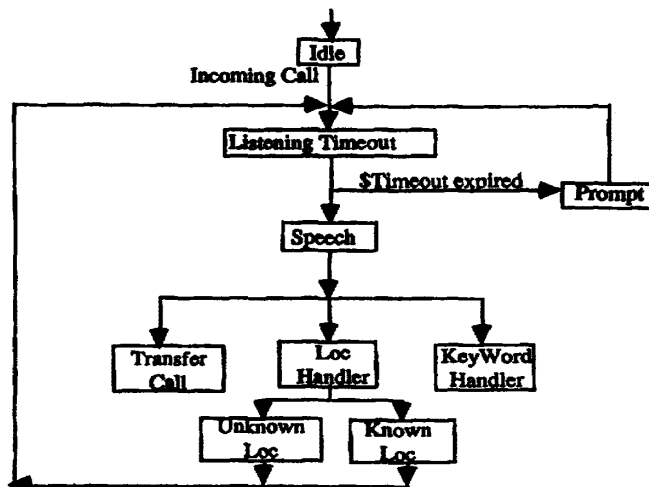 Idle
Incoming Call
Listening Timeout
$Timeout expired
Prompt
Speech
Transfer
Call
Loc
Handler
KeyWord
Handler
Unknown
Loc
Known
Loc